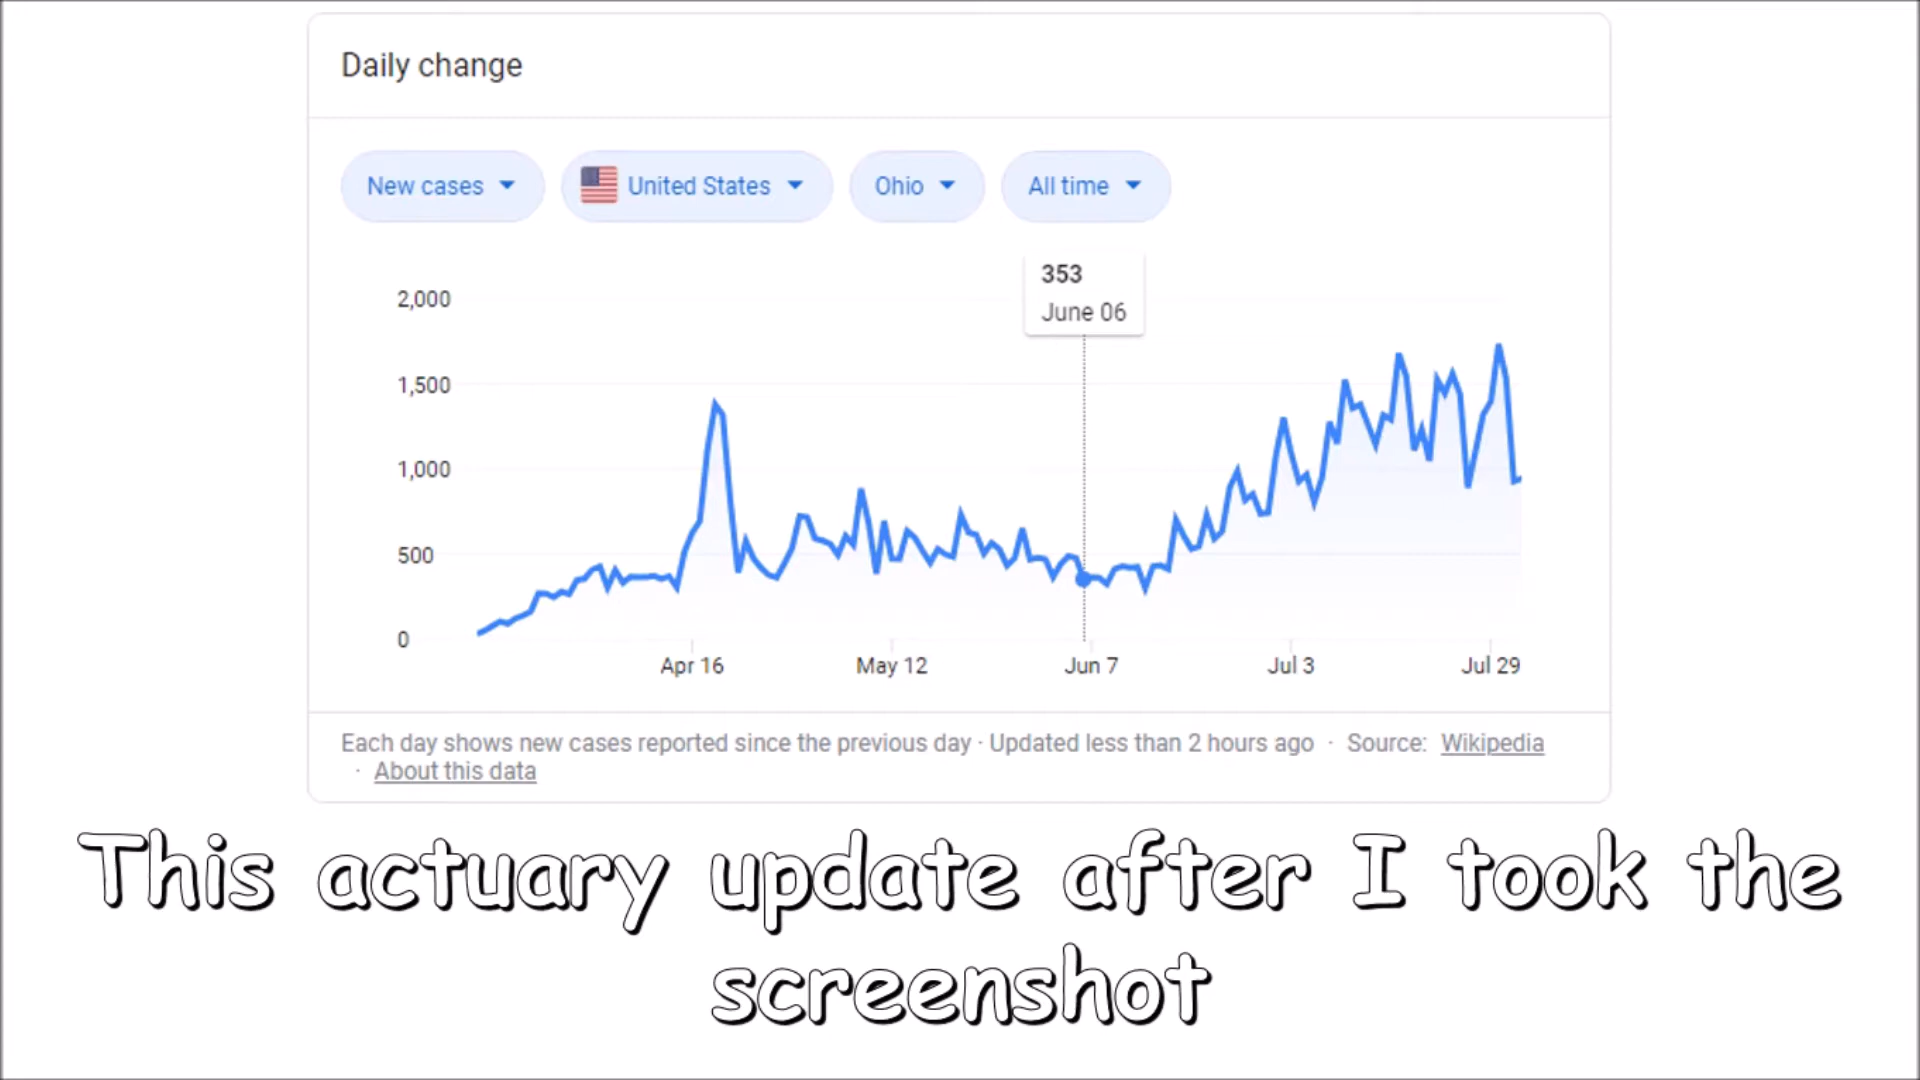 Daily change
New cases United States Ohio All time
353
June 06
2,000
1,500
1,000
500
0
Apr 16 May 12 Jun 7 Jul 3 Jul 29
Each day shows new cases reported since the previous day · Updated less than 2 hours ago · Source: Wikipedia
· About this data
This actuary update after I took the
screenshot